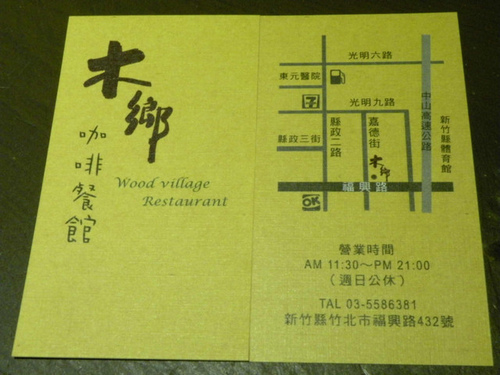 木鄉
咖啡餐館
Wood village
Restaurant
光明六路
東元醫院
7
光明九路
縣政三街
縣政二路
嘉德街
中山高速公路
新竹縣體育館
木鄉
福興路
OK
營業時間
AM 11:30～PM 21:00
（週日公休）
TAL 03-5586381
新竹縣竹北市福興路432號